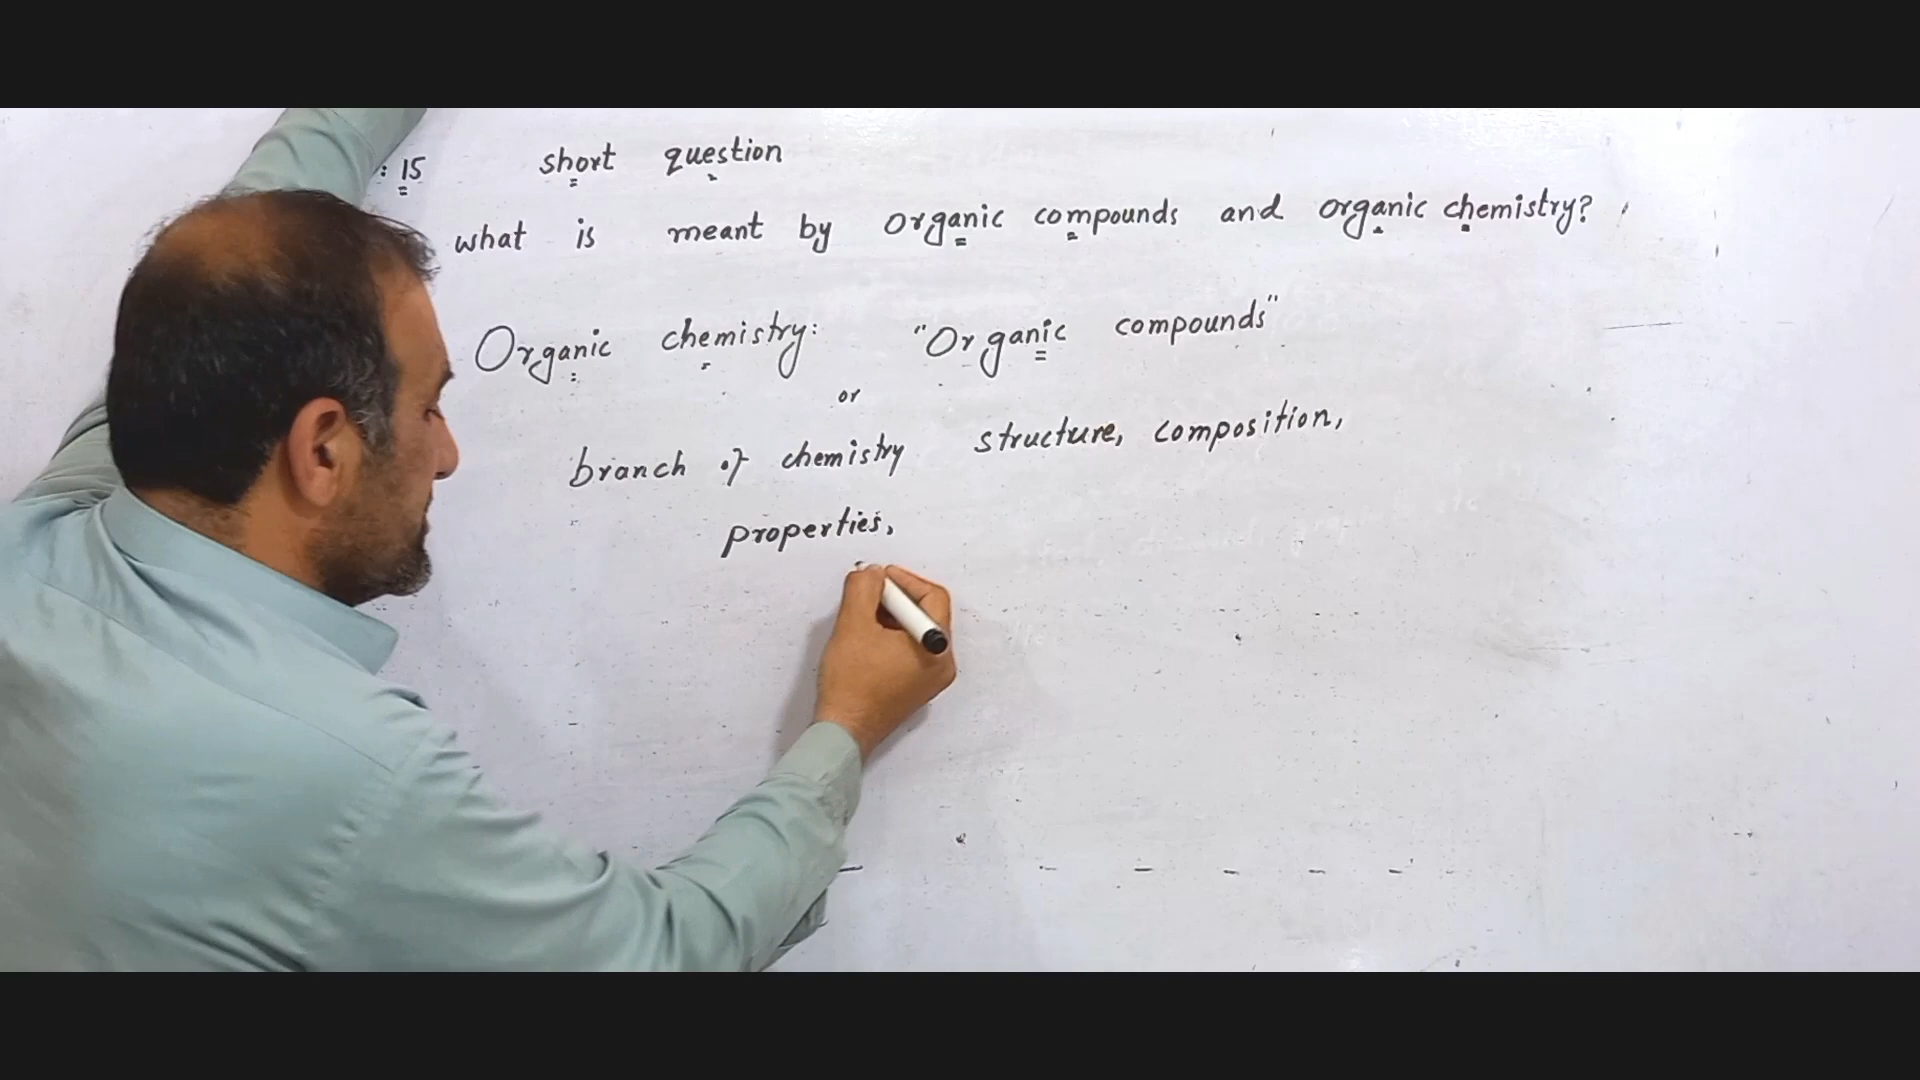 : 15 short question
what is meant by organic compounds and organic chemistry?
Organic chemistry: "Organic compounds"
or
branch of chemistry structure, composition,
properties,